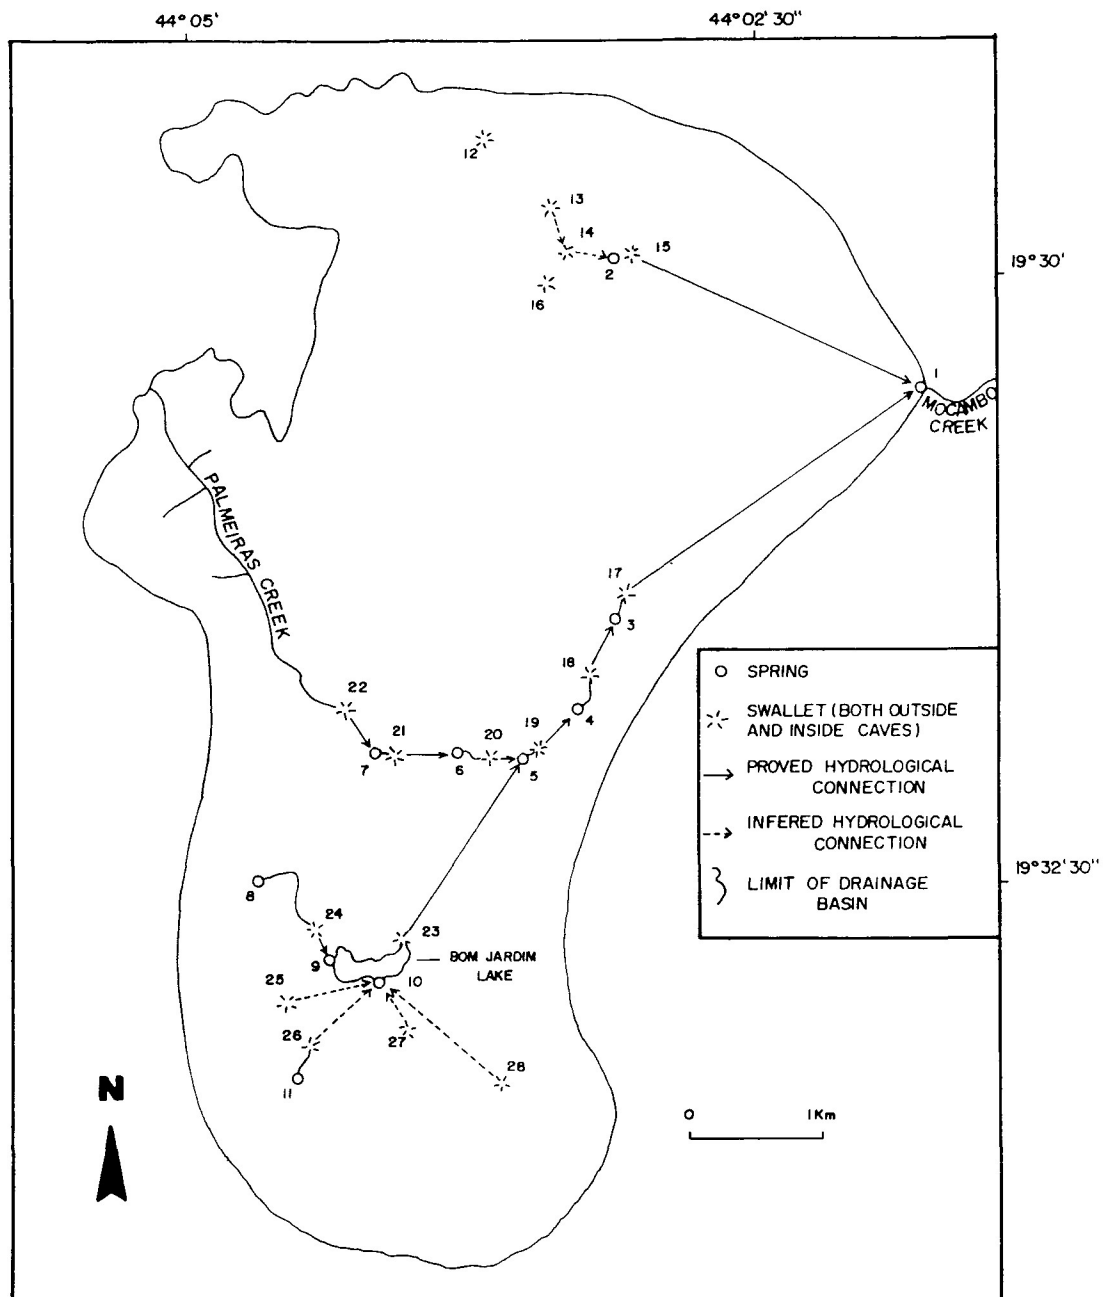 44°05'
44°02'30"
12
13
14
15
2
16
19°30'
1
MOCAMBO
CREEK
PALMEIRAS CREEK
17
3
18
22
4
21
20
19
7
6
5
SPRING
SWALLET (BOTH OUTSIDE
AND INSIDE CAVES)
PROVED HYDROLOGICAL
CONNECTION
INFERED HYDROLOGICAL
CONNECTION
LIMIT OF DRAINAGE
BASIN
19°32'30"
8
24
23
9
BOM JARDIM
LAKE
10
25
26
27
28
11
N
0
1Km